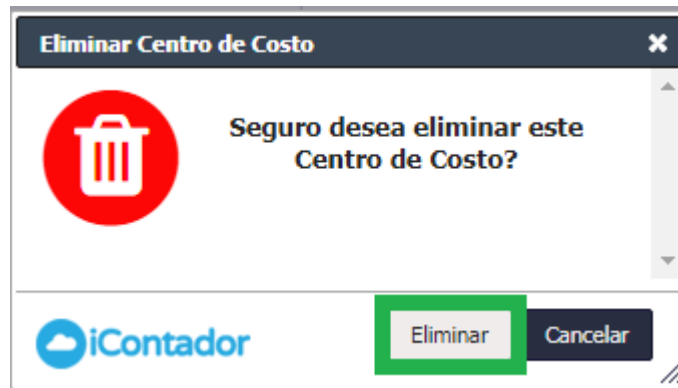 Eliminar Centro de Costo
Seguro desea eliminar este
Centro de Costo?
iContador
Eliminar
Cancelar